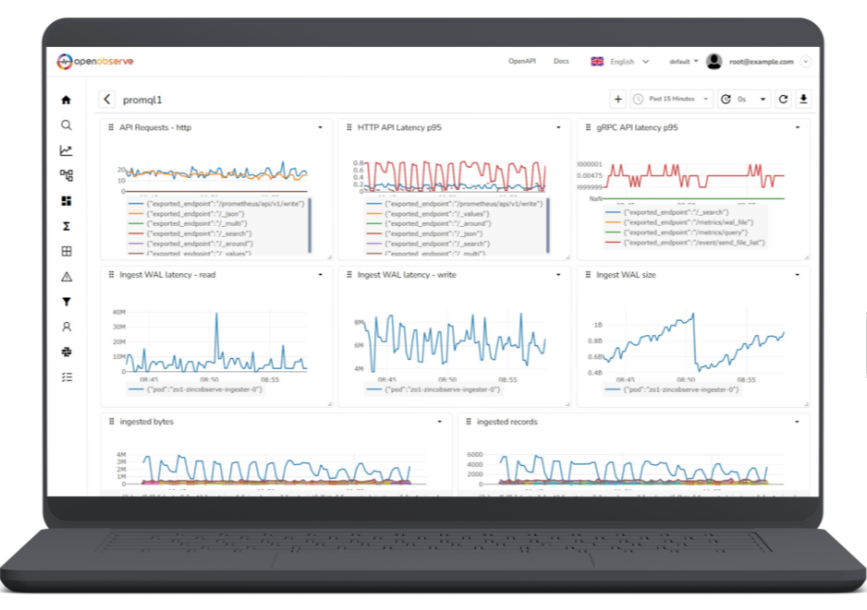 openobserve
OpenAPI Docs English default root@example.com
promql1
Past 15 Minutes 0s
API Requests - http
20
10
0
{"exported_endpoint":"/prometheus/api/v1/write"}
{"exported_endpoint":"/_json"}
{"exported_endpoint":"/_multi"}
{"exported_endpoint":"/_search"}
{"exported_endpoint":"/_around"}
{"exported_endpoint":"/_values"}
HTTP API Latency p95
0.8
0.6
0.4
0.2
0
{"exported_endpoint":"/prometheus/api/v1/write"}
{"exported_endpoint":"/_values"}
{"exported_endpoint":"/_around"}
{"exported_endpoint":"/_json"}
{"exported_endpoint":"/_search"}
{"exported_endpoint":"/_multi"}
gRPC API latency p95
0000001
0.00475
999999
NaN
{"exported_endpoint":"/_search"}
{"exported_endpoint":"/metrics/wal_file"}
{"exported_endpoint":"/metrics/query"}
{"exported_endpoint":"/event/send_file_list"}
Ingest WAL latency - read
40M
30M
20M
10M
0
08:45 08:50 08:55
{"pod":"zo1-zincobserve-ingester-0"}
Ingest WAL latency - write
8M
6M
4M
08:45 08:50 08:55
{"pod":"zo1-zincobserve-ingester-0"}
Ingest WAL size
1B
0.8B
0.6B
0.4B
08:45 08:50 08:55
{"pod":"zo1-zincobserve-ingester-0"}
ingested bytes
4M
3M
2M
1M
0
ingested records
6000
4000
2000
0